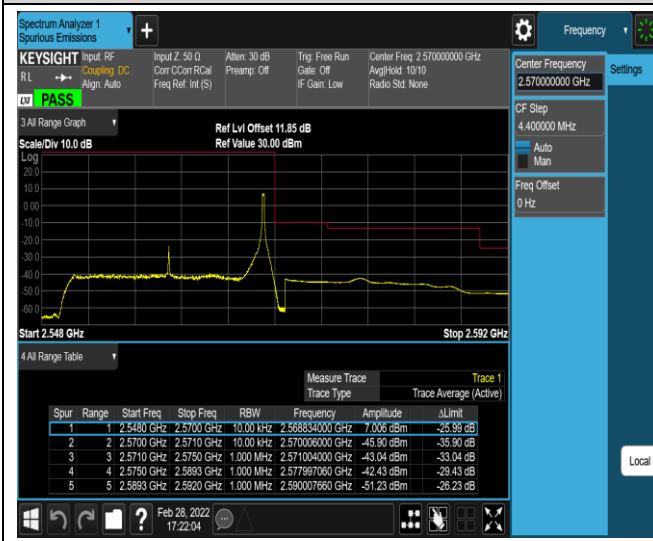 Spectrum Analyzer 1
Spurious Emissions
Frequency
KEYSIGHT
RL
PASS
Input: RF
Coupling: DC
Align: Auto
Input Z: 50 Ω
Corr CCorr RCal
Freq Ref: Int (S)
Atten: 30 dB
Preamp: Off
Trig: Free Run
Gate: Off
IF Gain: Low
Center Freq: 2.570000000 GHz
Avg|Hold: 10/10
Radio Std: None
Center Frequency
2.570000000 GHz
Settings
CF Step
4.400000 MHz
Auto
Man
Freq Offset
0 Hz
3 All Range Graph
Ref Lvl Offset 11.85 dB
Scale/Div 10.0 dB
Ref Value 30.00 dBm
Log
20.0
10.0
0.00
-10.0
-20.0
-30.0
-40.0
-50.0
-60.0
Start 2.548 GHz
Stop 2.592 GHz
4 All Range Table
Measure Trace Trace 1
Trace Type Trace Average (Active)
Spur Range Start Freq Stop Freq RBW Frequency Amplitude ΔLimit
1 1 2.5480 GHz 2.5700 GHz 10.00 kHz 2.568834000 GHz 7.006 dBm -25.99 dB
2 2 2.5700 GHz 2.5710 GHz 10.00 kHz 2.570006000 GHz -45.90 dBm -35.90 dB
3 3 2.5710 GHz 2.5750 GHz 1.000 MHz 2.571004000 GHz -43.04 dBm -33.04 dB
4 4 2.5750 GHz 2.5893 GHz 1.000 MHz 2.577997060 GHz -42.43 dBm -29.43 dB
5 5 2.5893 GHz 2.5920 GHz 1.000 MHz 2.590007660 GHz -51.23 dBm -26.23 dB
Local
?
Feb 28, 2022
17:22:04